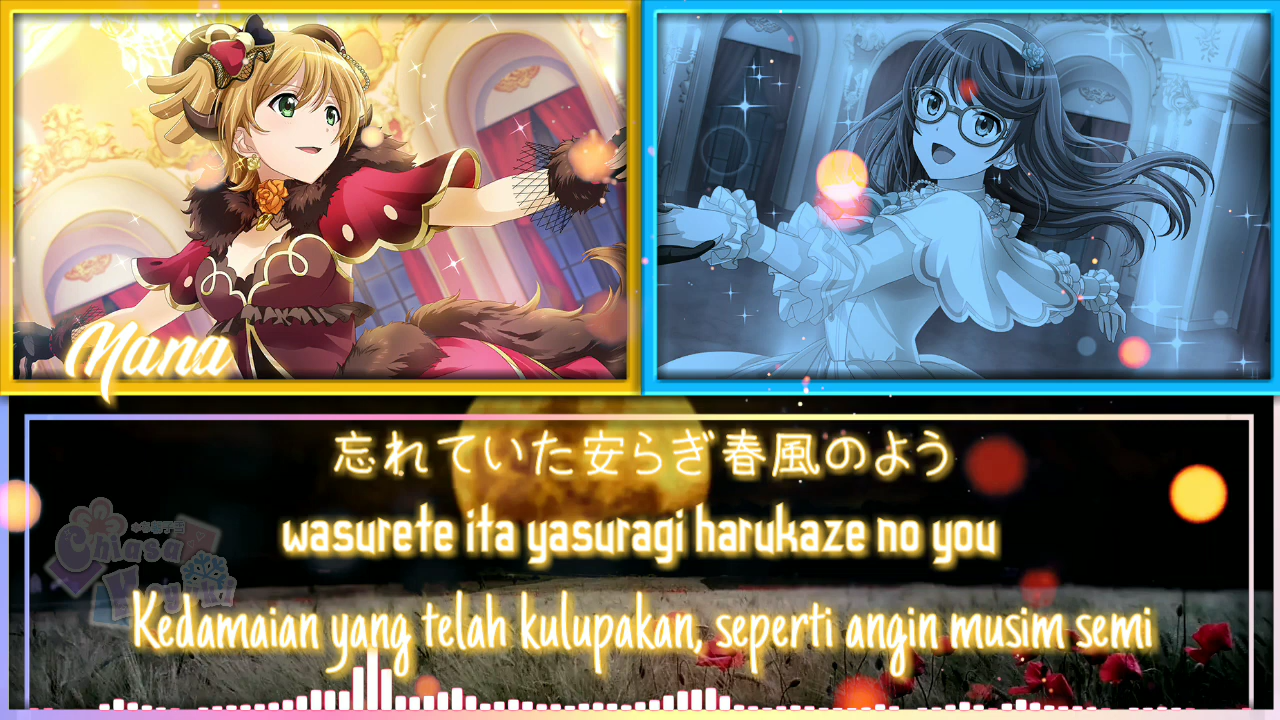 Nana
忘れていた安らぎ春風のよう
wasurete ita yasuragi harukaze no you
Kedamaian yang telah kulupakan, seperti angin musim semi
Chiasa